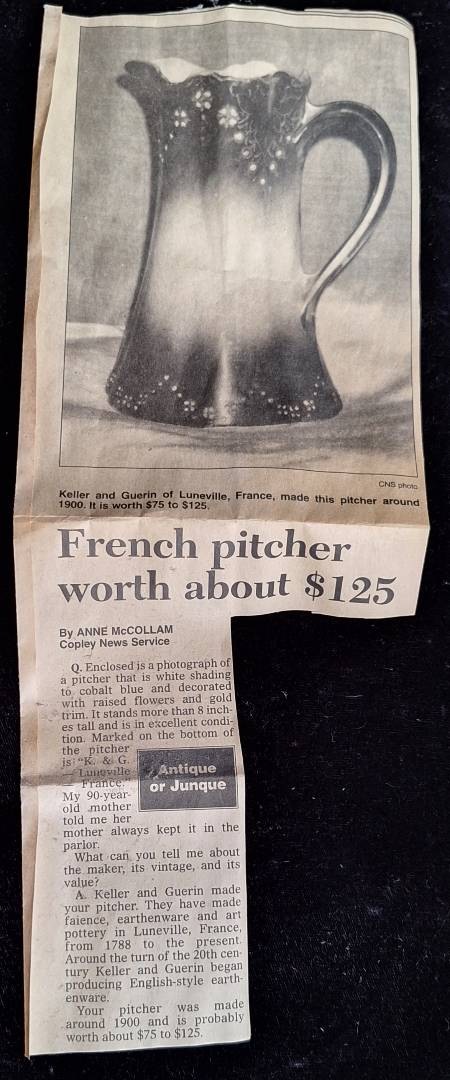 CNS photo
Keller and Guerin of Luneville, France, made this pitcher around
1900. It is worth $75 to $125.
French pitcher
worth about $125
By ANNE McCOLLAM
Copley News Service
Q. Enclosed is a photograph of
a pitcher that is white shading
to cobalt blue and decorated
with raised flowers and gold
trim. It stands more than 8 inch-
es tall and is in excellent condi-
tion. Marked on the bottom of
the pitcher
is "K. & G.
— Luneville
— France."
My 90-year-
old mother
told me her
Antique
or Junque
mother always kept it in the
parlor.
What can you tell me about
the maker, its vintage, and its
value?
A. Keller and Guerin made
your pitcher. They have made
faience, earthenware and art
pottery in Luneville, France,
from 1788 to the present.
Around the turn of the 20th cen-
tury Keller and Guerin began
producing English-style earth-
enware.
Your pitcher was made
around 1900 and is probably
worth about $75 to $125.